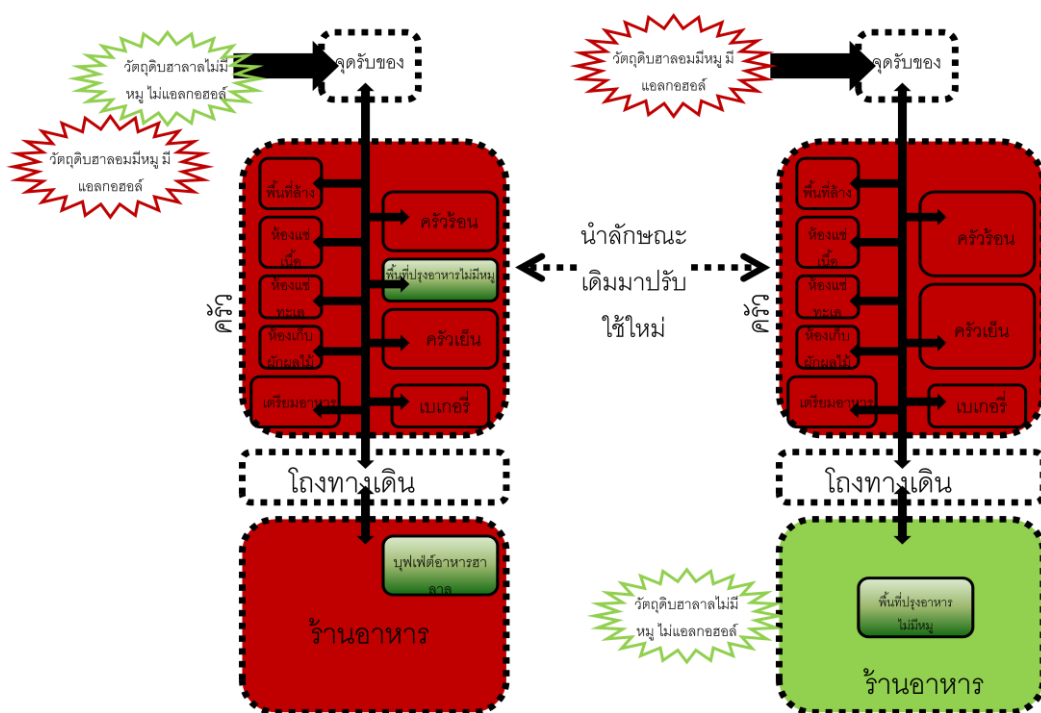 วัตถุดิบฮาลาลไม่มี
หมู ไม่แอลกอฮอล์
วัตถุดิบฮาลอมมีหมู มี
แอลกอฮอล์
จุดรับของ
ครัว
พื้นที่ล้าง
ห้องแช่
เนื้อ
ห้องแช่
ทะเล
ห้องเก็บ
ผักผลไม้
เตรียมอาหาร
ครัวร้อน
พื้นที่ปรุงอาหารไม่มีหมู
ครัวเย็น
เบเกอรี่
โถงทางเดิน
บุฟเฟ่ต์อาหารฮา
ลาล
ร้านอาหาร
นำลักษณะ
เดิมมาปรับ
ใช้ใหม่
วัตถุดิบฮาลอมมีหมู มี
แอลกอฮอล์
จุดรับของ
ครัว
พื้นที่ล้าง
ห้องแช่
เนื้อ
ห้องแช่
ทะเล
ห้องเก็บ
ผักผลไม้
เตรียมอาหาร
ครัวร้อน
ครัวเย็น
เบเกอรี่
โถงทางเดิน
วัตถุดิบฮาลาลไม่มี
หมู ไม่แอลกอฮอล์
พื้นที่ปรุงอาหาร
ไม่มีหมู
ร้านอาหาร